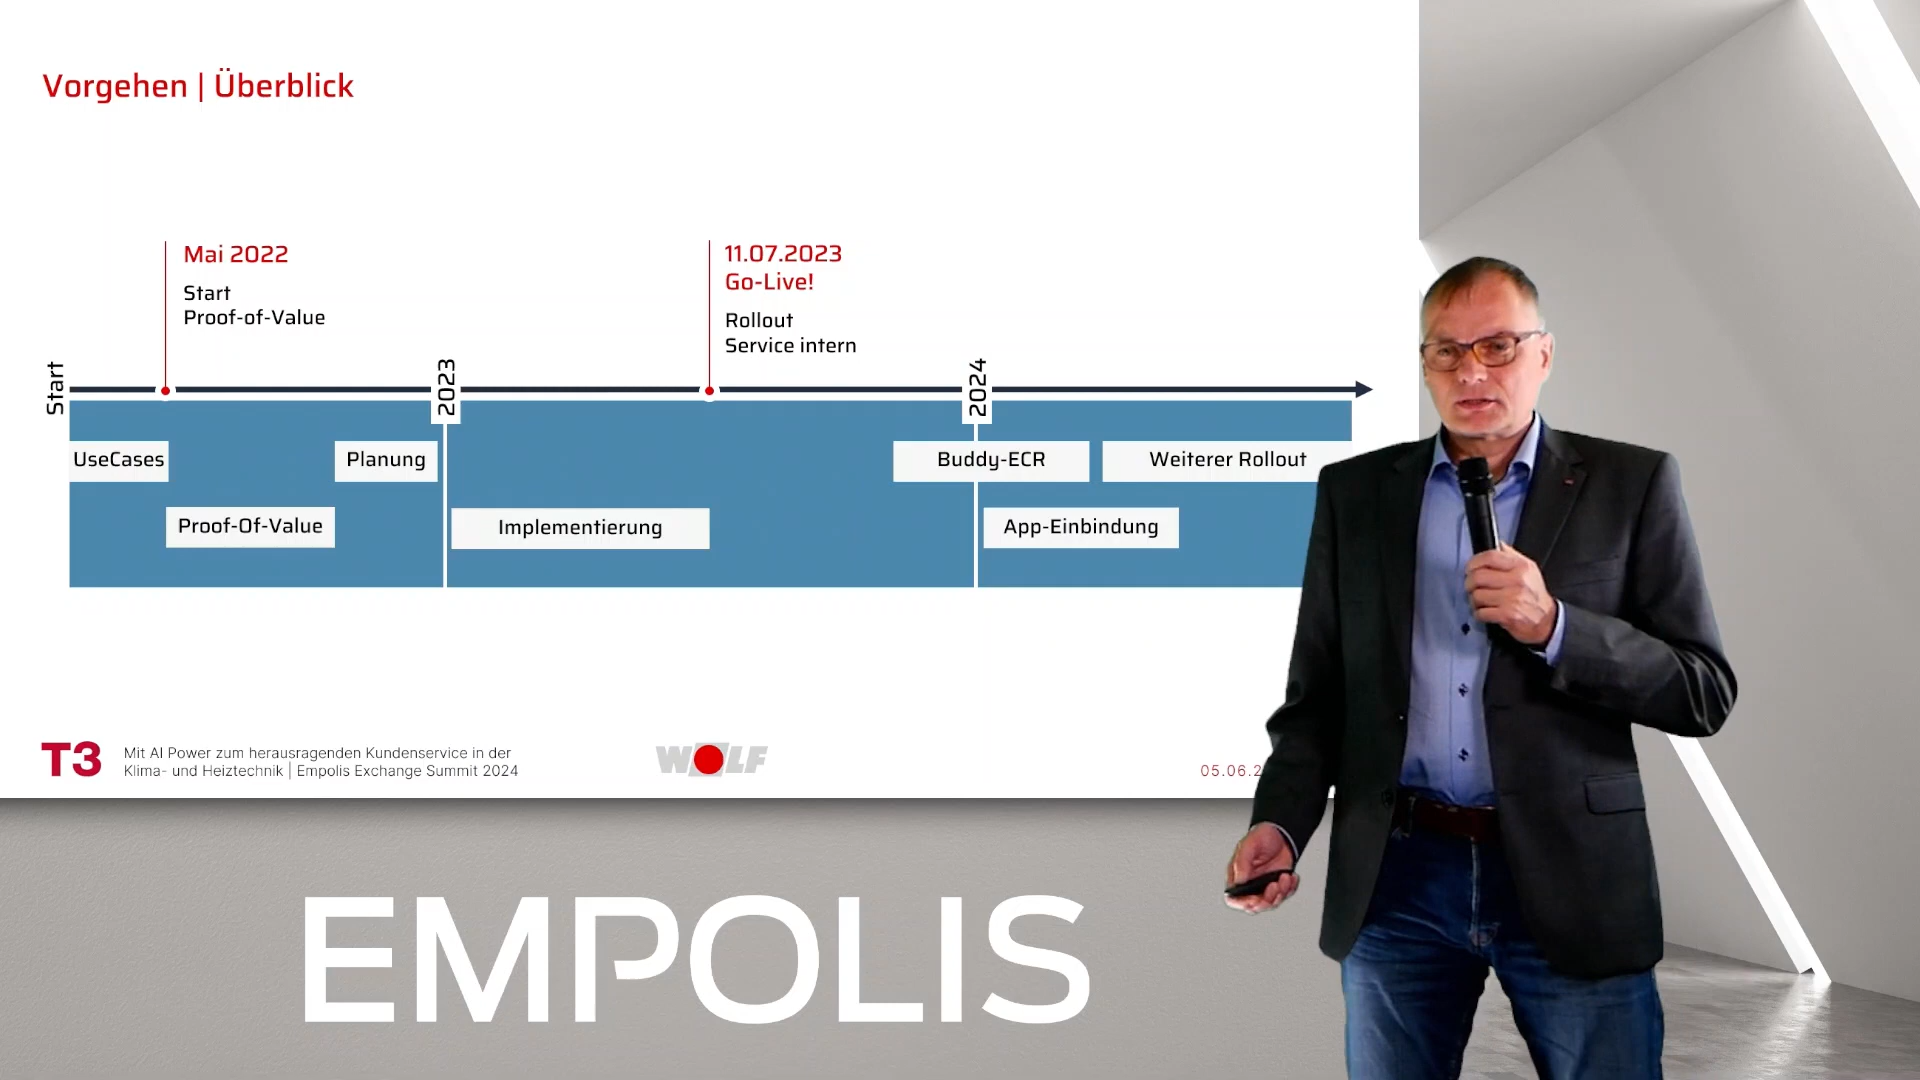 Vorgehen | Überblick
Mai 2022
Start
Proof-of-Value
11.07.2023
Go-Live!
Rollout
Service intern
Start
2023
2024
UseCases
Planung
Buddy-ECR
Weiterer Rollout
Proof-Of-Value
Implementierung
App-Einbindung
T3
Mit AI Power zum herausragenden Kundenservice in der
Klima- und Heiztechnik | Empolis Exchange Summit 2024
WOLF
05.06.2
EMPOLIS